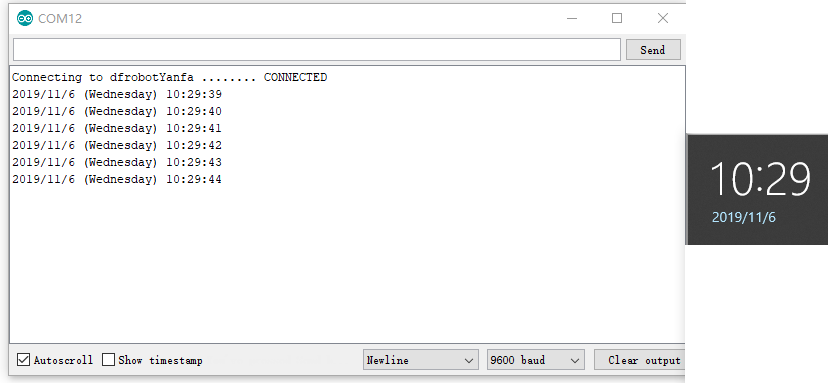 COM12
Send
Connecting to dfrobotYanfa ........ CONNECTED
2019/11/6 (Wednesday) 10:29:39
2019/11/6 (Wednesday) 10:29:40
2019/11/6 (Wednesday) 10:29:41
2019/11/6 (Wednesday) 10:29:42
2019/11/6 (Wednesday) 10:29:43
2019/11/6 (Wednesday) 10:29:44
10:29
2019/11/6
Autoscroll Show timestamp Newline 9600 baud Clear output